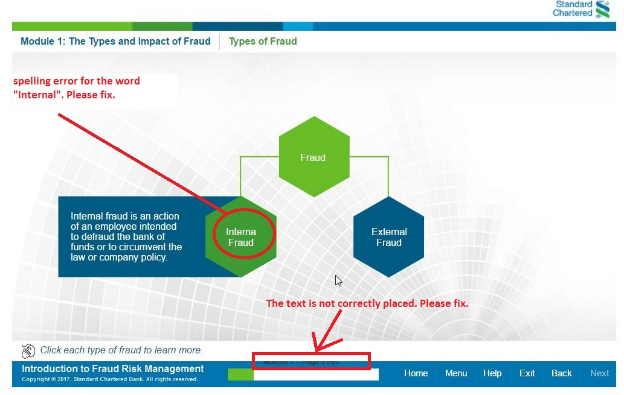 Standard
Chartered
Module 1: The Types and Impact of Fraud
Types of Fraud
spelling error for the word
"Internal". Please fix.
Fraud
Internal fraud is an action
of an employee intended
to defraud the bank of
funds or to circumvent the
law or company policy.
Interna
Fraud
External
Fraud
The text is not correctly placed. Please fix.
Click each type of fraud to learn more.
Introduction to Fraud Risk Management
Copyright © 2017. Standard Chartered Bank. All rights reserved.
Home Menu Help Exit Back Next